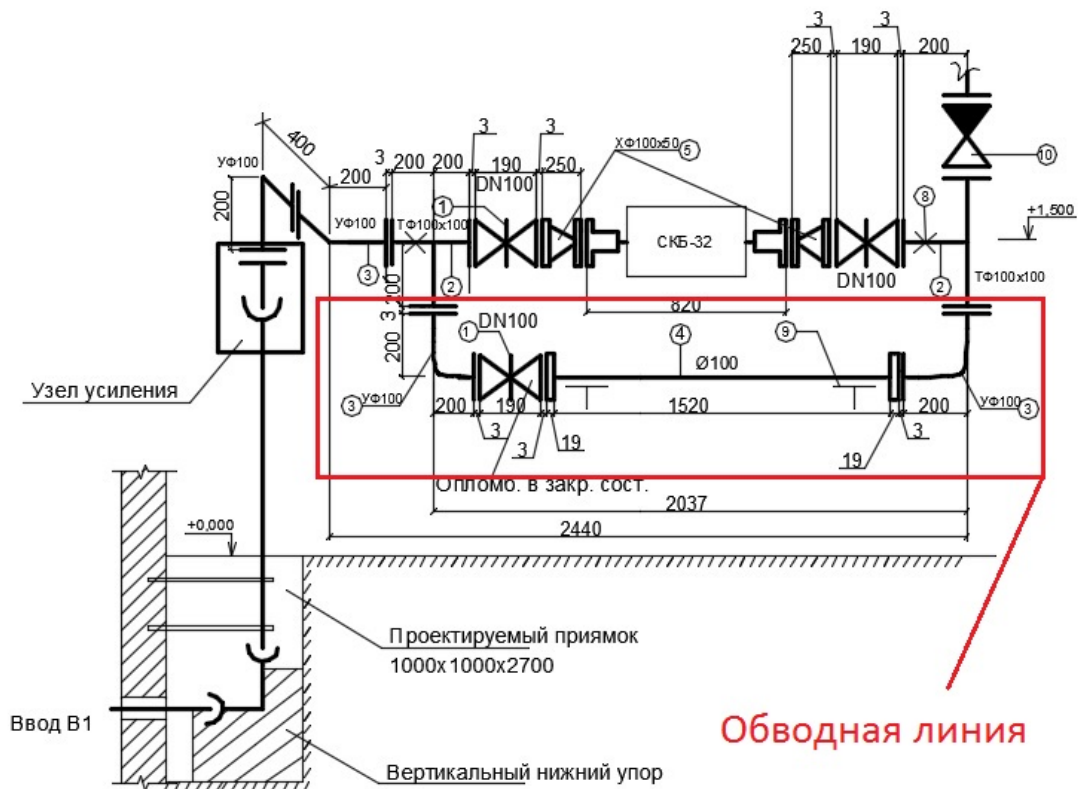 3
3
250
190
200
400
УФ100
3
3
ХФ100х50
5
10
3
200
200
190
250
200
DN100
1
8
+1,500
200
УФ100
ТФ100х100
СКБ-32
3
2
DN100
2
ТФ100х100
200
3
820
1
DN100
4
9
200
Ø100
Узел усиления
3
УФ100
УФ100
3
200
190
1520
200
3
3
19
19
3
Опломб. в закр. сост.
2037
+0,000
2440
Проектируемый приямок
1000х1000х2700
Ввод В1
Обводная линия
Вертикальный нижний упор